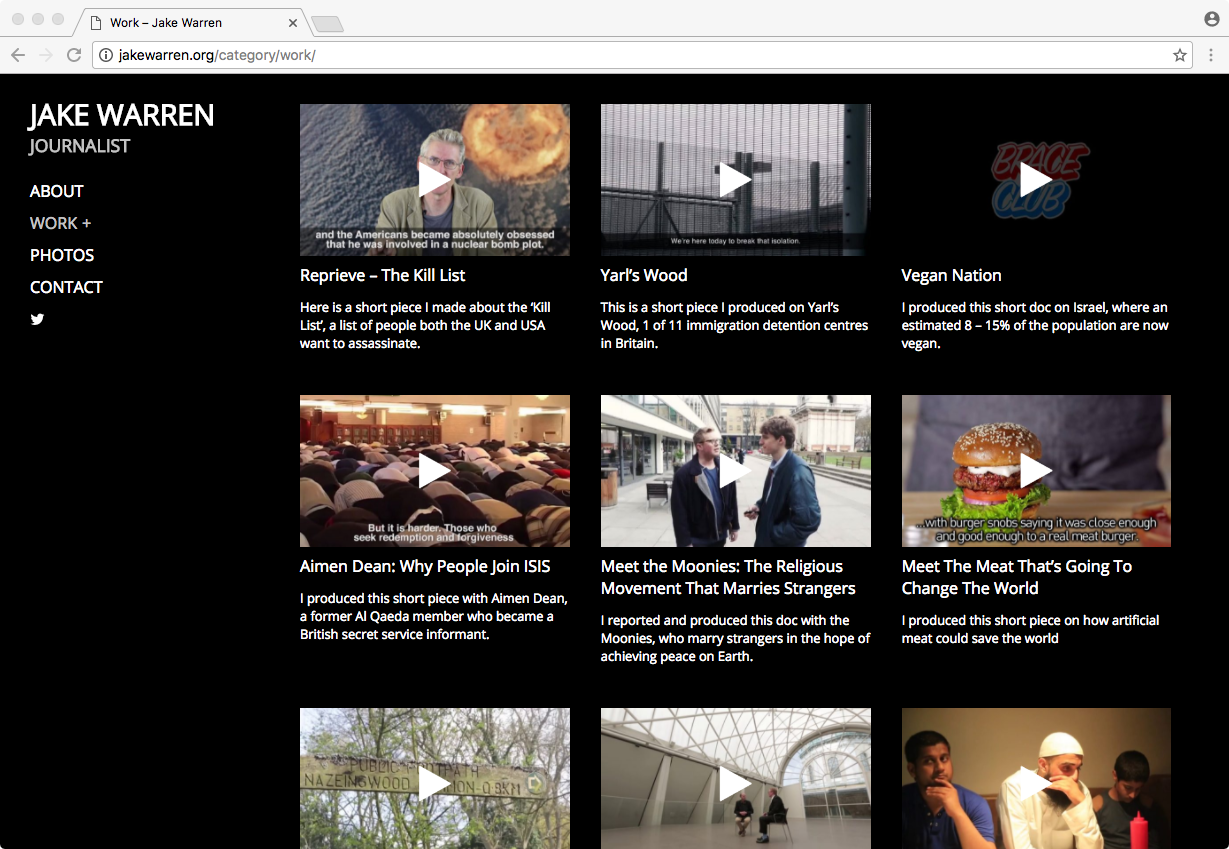 Work – Jake Warren
jakewarren.org/category/work/
JAKE WARREN
JOURNALIST
ABOUT
WORK +
PHOTOS
CONTACT
and the Americans became absolutely obsessed
that he was involved in a nuclear bomb plot.
Reprieve – The Kill List
Here is a short piece I made about the ‘Kill
List’, a list of people both the UK and USA
want to assassinate.
We're here today to break that isolation.
Yarl’s Wood
This is a short piece I produced on Yarl’s
Wood, 1 of 11 immigration detention centres
in Britain.
BRACE
CLUB
Vegan Nation
I produced this short doc on Israel, where an
estimated 8 – 15% of the population are now
vegan.
But it is harder. Those who
seek redemption and forgiveness
Aimen Dean: Why People Join ISIS
I produced this short piece with Aimen Dean,
a former Al Qaeda member who became a
British secret service informant.
Meet the Moonies: The Religious
Movement That Marries Strangers
I reported and produced this doc with the
Moonies, who marry strangers in the hope of
achieving peace on Earth.
...with burger snobs saying it was close enough
and good enough to a real meat burger.
Meet The Meat That’s Going To
Change The World
I produced this short piece on how artificial
meat could save the world
PUBLIC FOOTPATH
NAZEINGWOOD